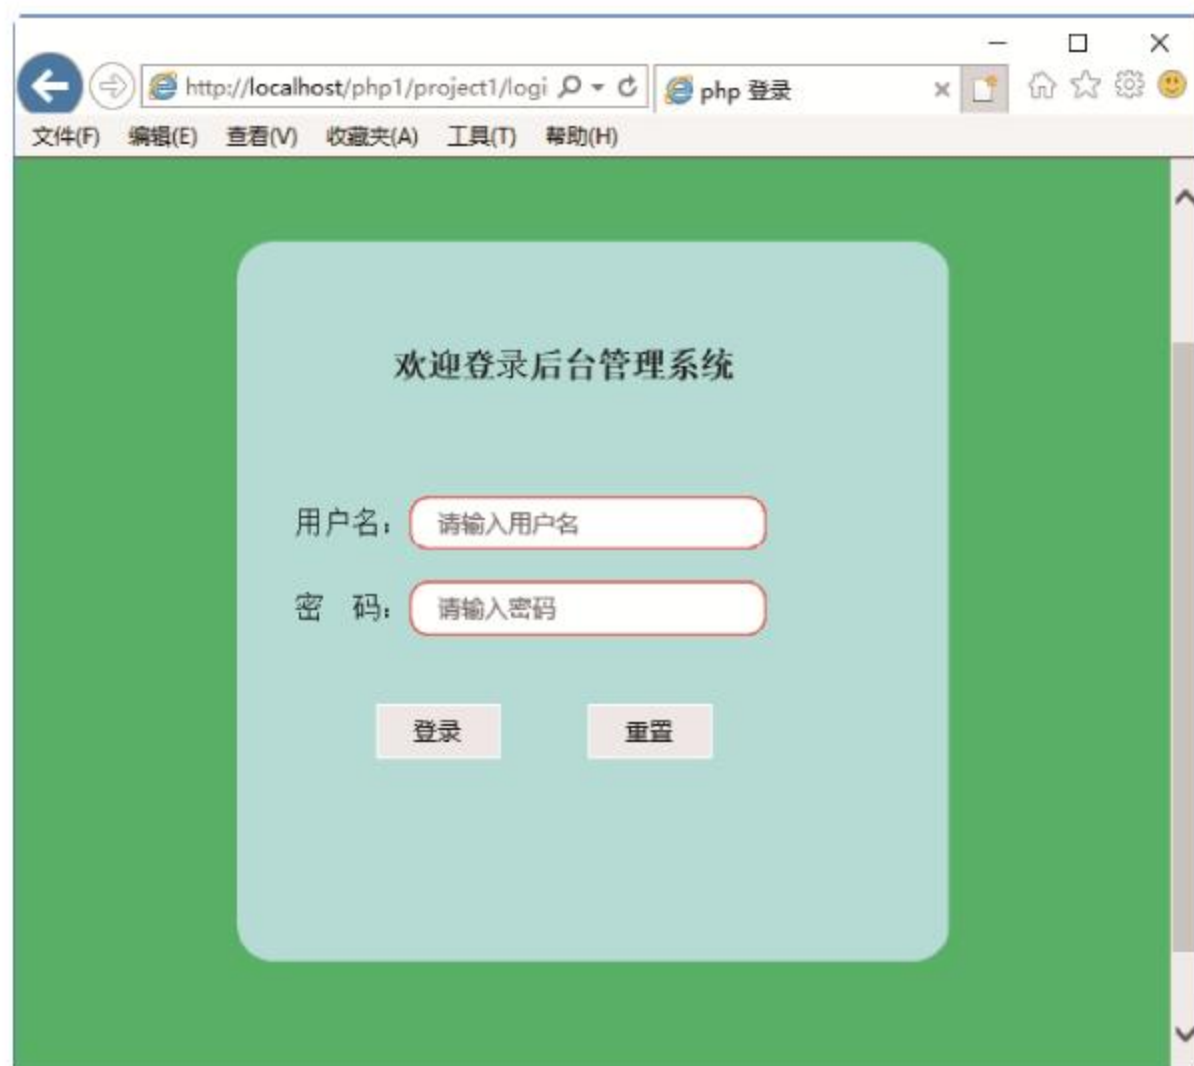 http://localhost/php1/project1/logi
php 登录
文件(F) 编辑(E) 查看(V) 收藏夹(A) 工具(T) 帮助(H)
欢迎登录后台管理系统
用户名： 请输入用户名
密 码： 请输入密码
登录 重置